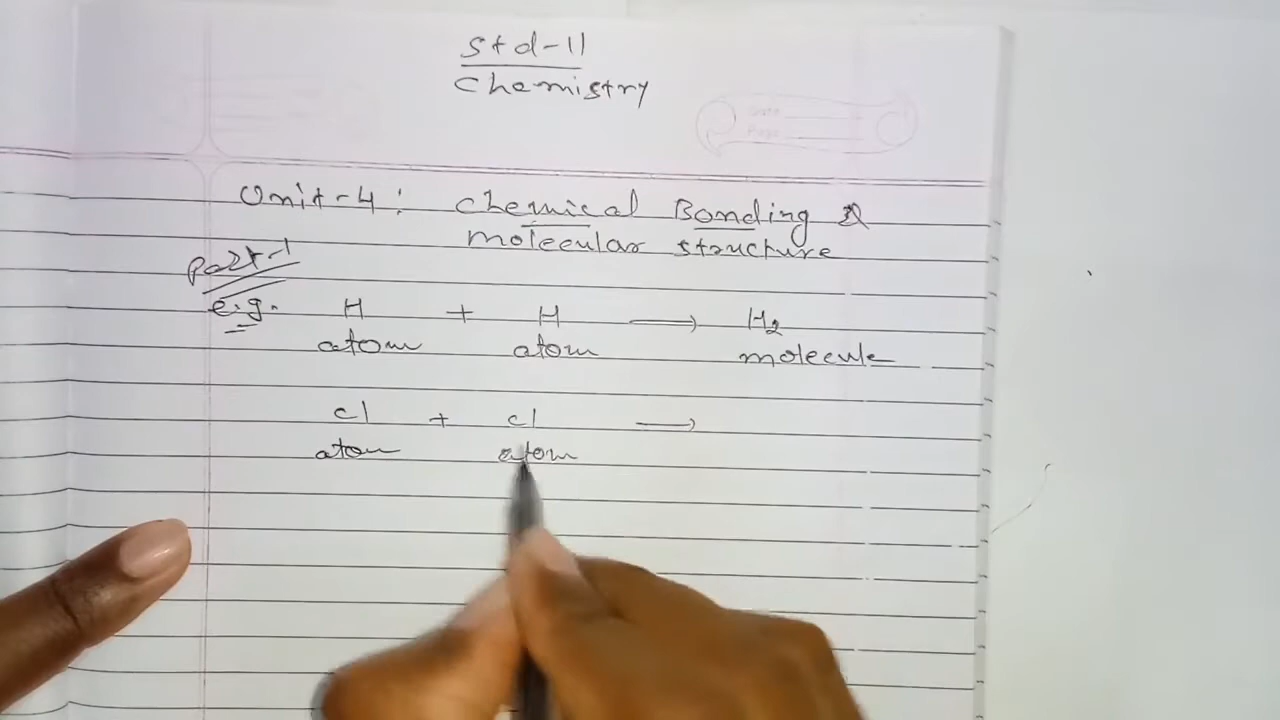 Std-11
Chemistry
Unit-4: Chemical Bonding &
molecular structure
Part-1
e.g. H + H ⟶ H₂
atom atom molecule
Cl + Cl ⟶
atom atom